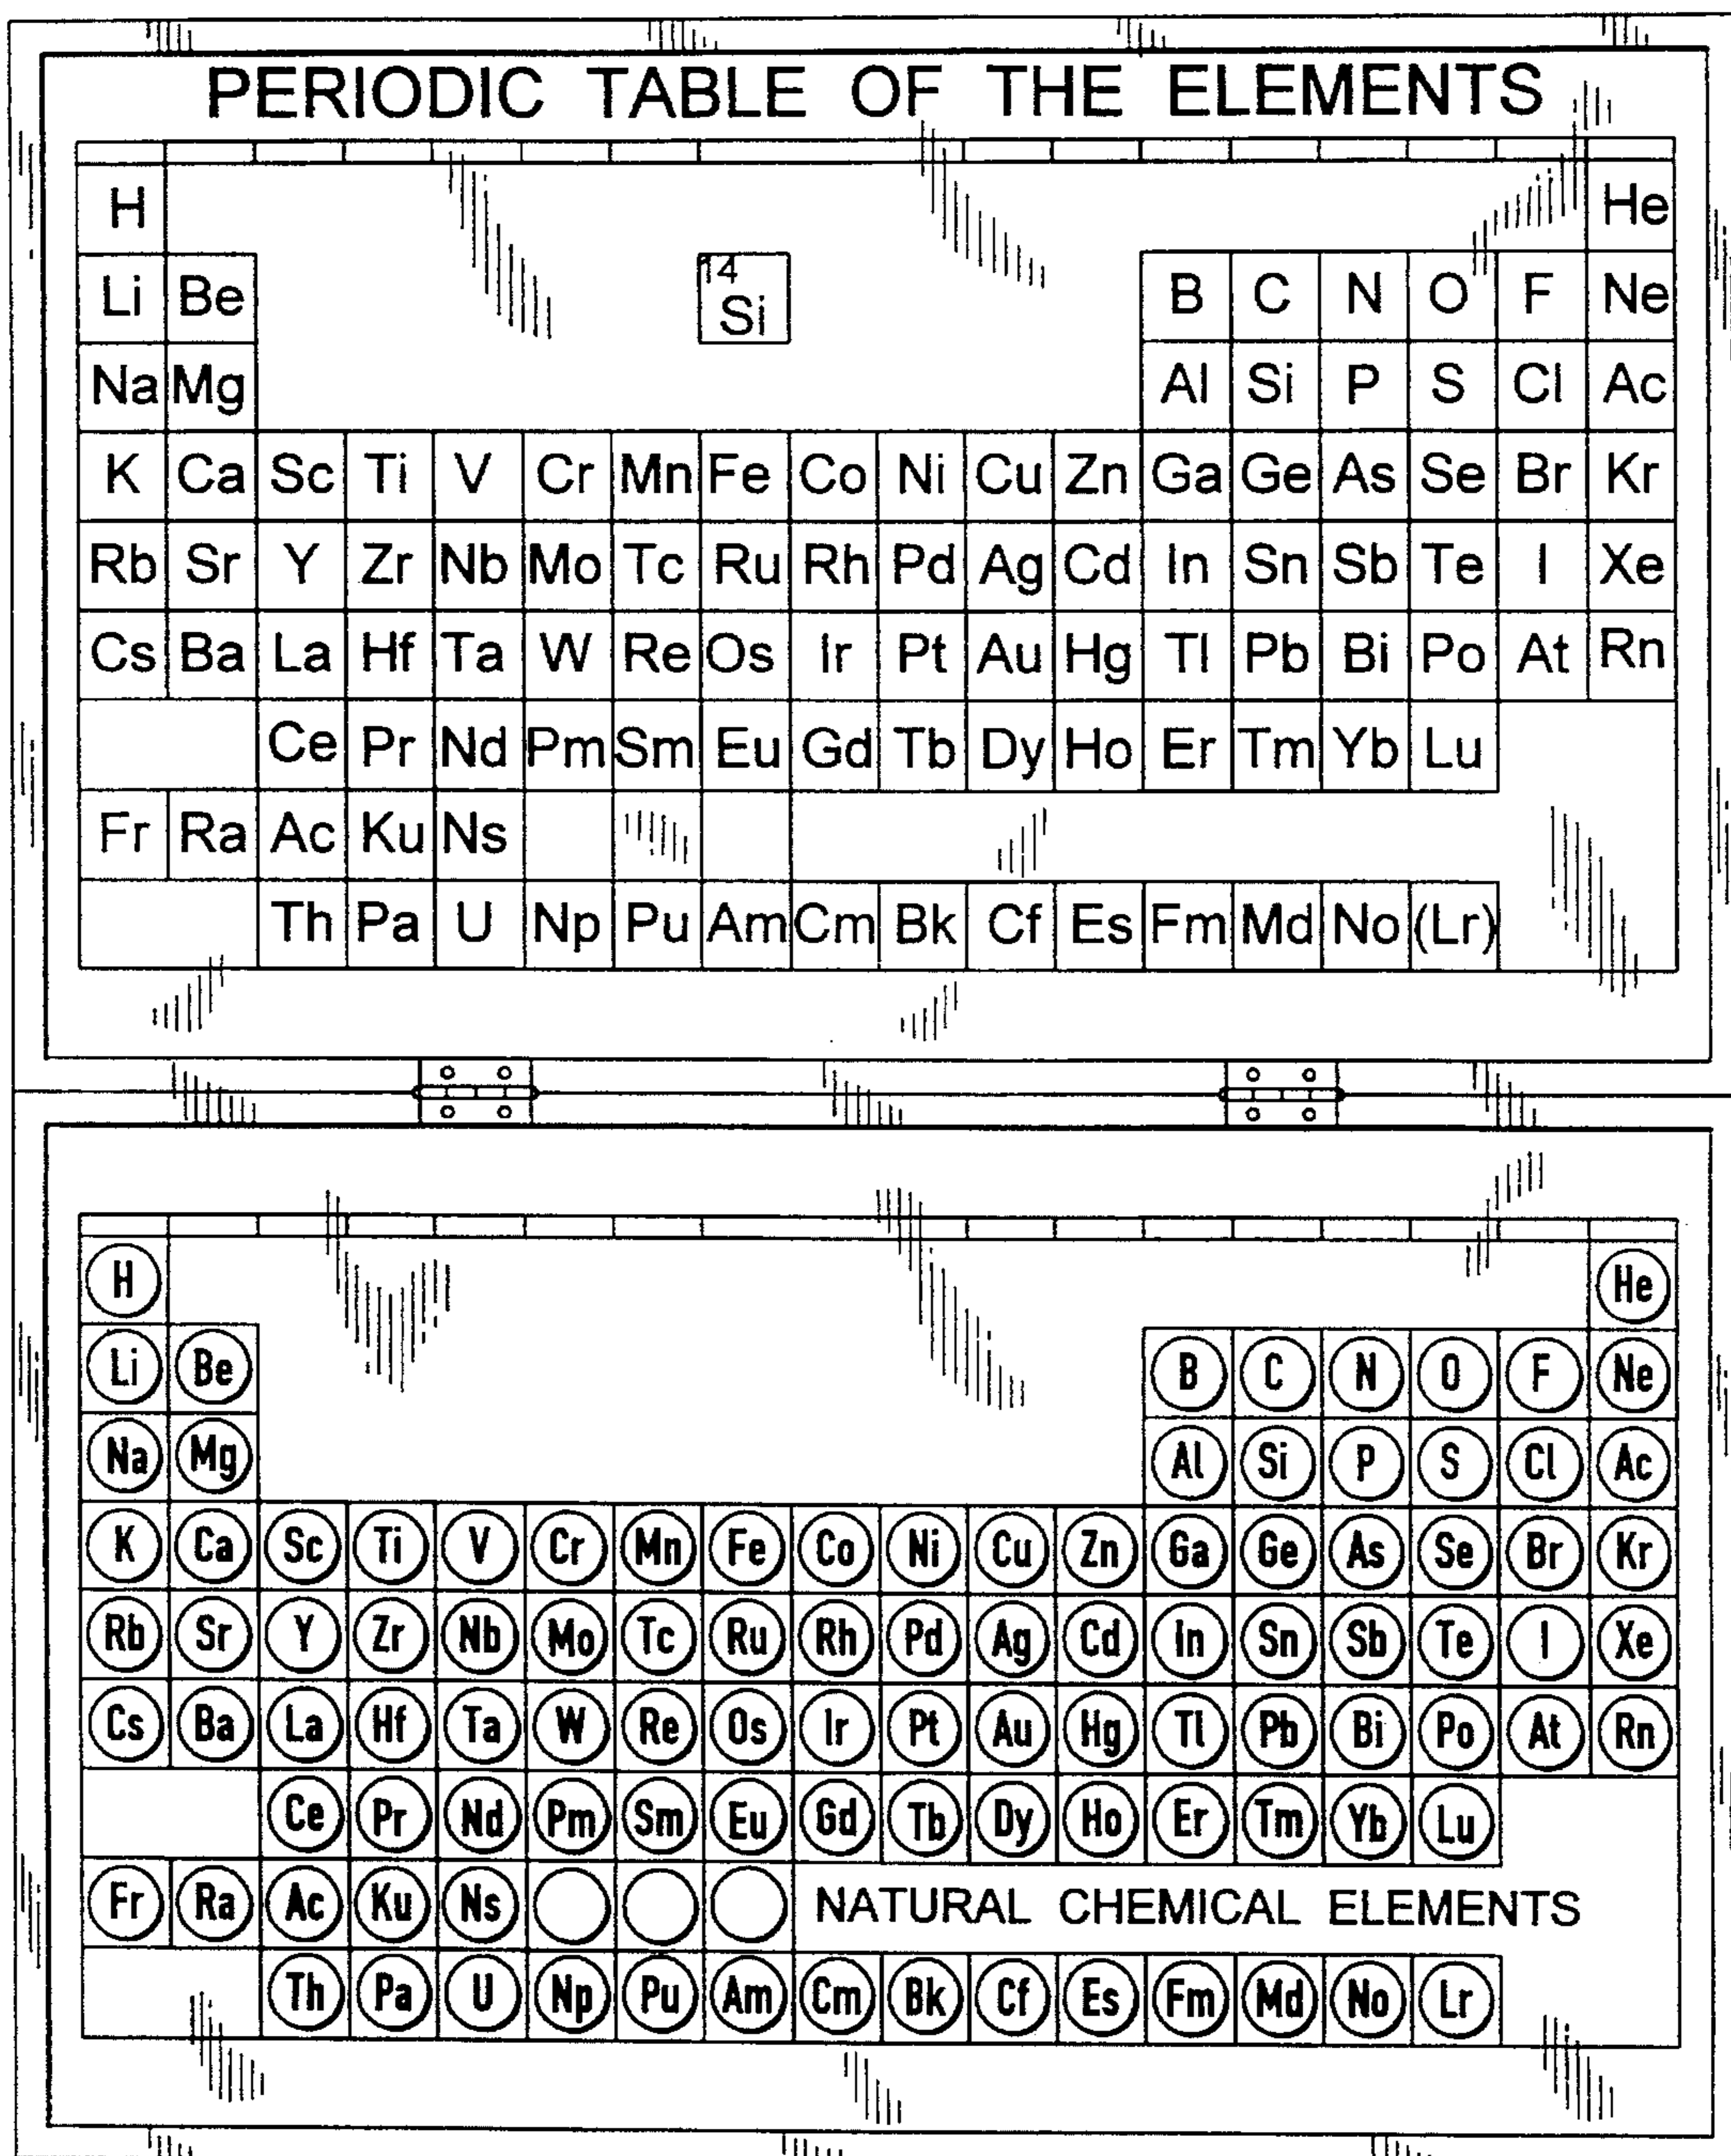 PERIODIC TABLE OF THE ELEMENTS
H He
14
Li Be Si B C N O F Ne
Na Mg Al Si P S Cl Ac
K Ca Sc Ti V Cr Mn Fe Co Ni Cu Zn Ga Ge As Se Br Kr
Rb Sr Y Zr Nb Mo Tc Ru Rh Pd Ag Cd In Sn Sb Te I Xe
Cs Ba La Hf Ta W Re Os Ir Pt Au Hg Tl Pb Bi Po At Rn
Ce Pr Nd Pm Sm Eu Gd Tb Dy Ho Er Tm Yb Lu
Fr Ra Ac Ku Ns
Th Pa U Np Pu Am Cm Bk Cf Es Fm Md No (Lr)
H He
Li Be B C N O F Ne
Na Mg Al Si P S Cl Ac
K Ca Sc Ti V Cr Mn Fe Co Ni Cu Zn Ga Ge As Se Br Kr
Rb Sr Y Zr Nb Mo Tc Ru Rh Pd Ag Cd In Sn Sb Te I Xe
Cs Ba La Hf Ta W Re Os Ir Pt Au Hg Tl Pb Bi Po At Rn
Ce Pr Nd Pm Sm Eu Gd Tb Dy Ho Er Tm Yb Lu
Fr Ra Ac Ku Ns NATURAL CHEMICAL ELEMENTS
Th Pa U Np Pu Am Cm Bk Cf Es Fm Md No Lr